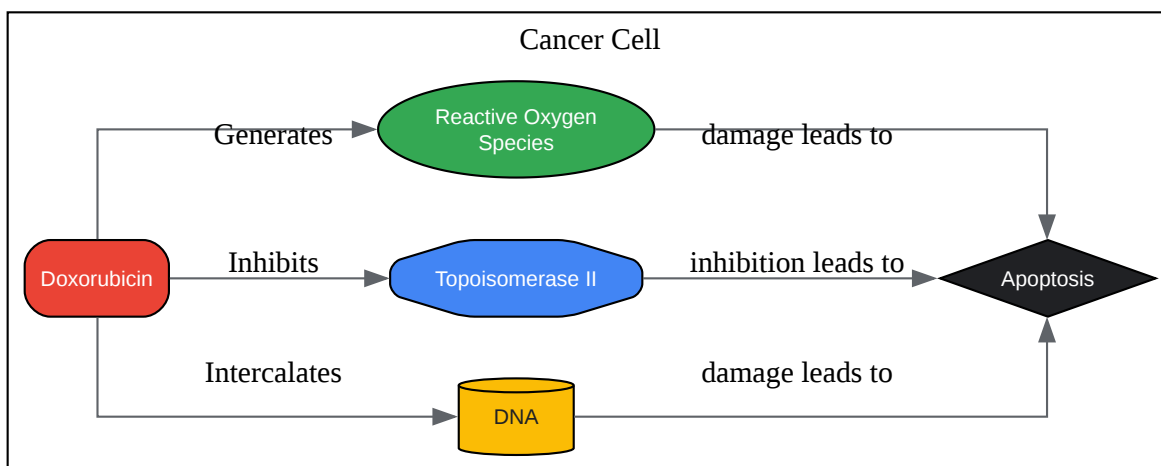 Cancer Cell
Generates
Reactive Oxygen
Species
damage leads to
Doxorubicin
Inhibits
Topoisomerase II
inhibition leads to
Apoptosis
Intercalates
DNA
damage leads to